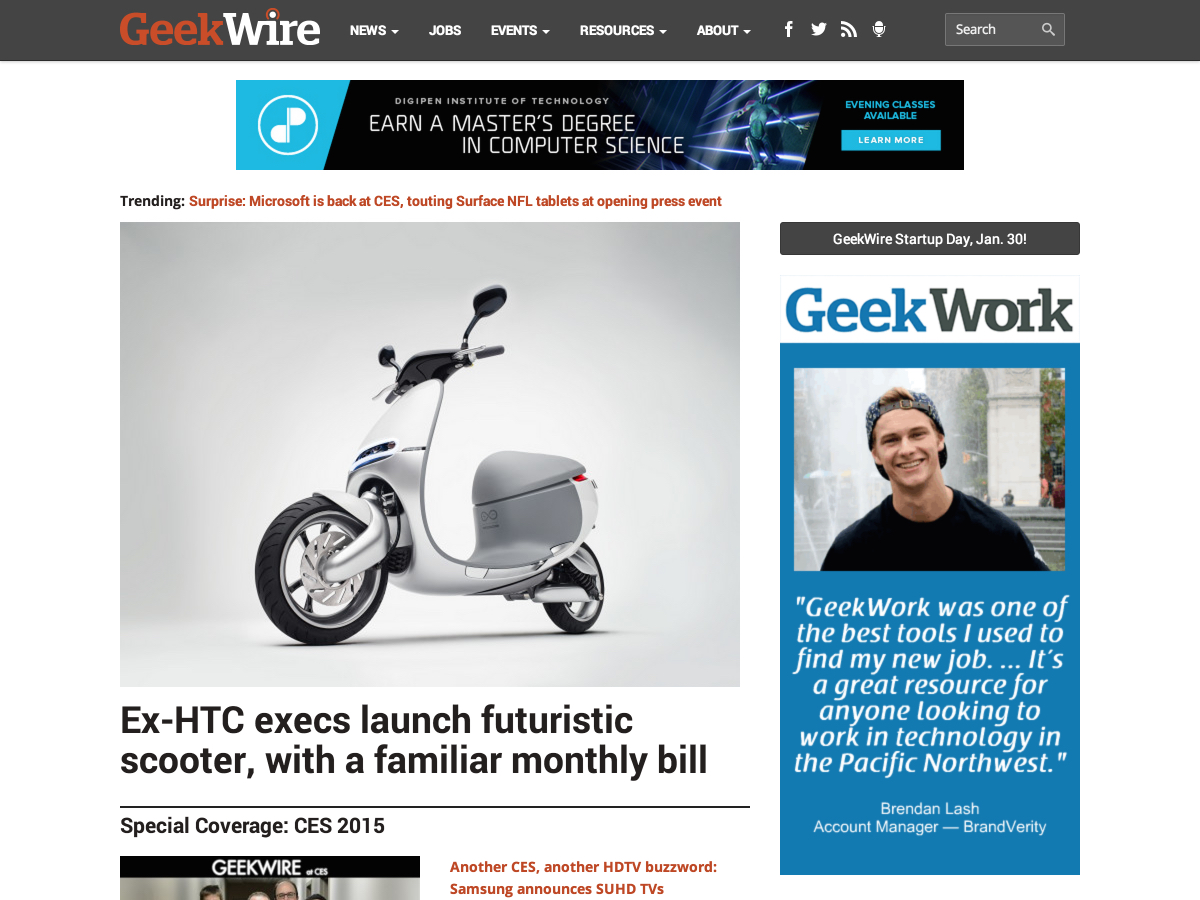 GeekWire
NEWS JOBS EVENTS RESOURCES ABOUT
Search
DIGIPEN INSTITUTE OF TECHNOLOGY
EARN A MASTER'S DEGREE
IN COMPUTER SCIENCE
EVENING CLASSES
AVAILABLE
LEARN MORE
Trending: Surprise: Microsoft is back at CES, touting Surface NFL tablets at opening press event
GeekWire Startup Day, Jan. 30!
GeekWork
"GeekWork was one of
the best tools I used to
find my new job. ... It's
a great resource for
anyone looking to
work in technology in
the Pacific Northwest."
Brendan Lash
Account Manager — BrandVerity
Ex-HTC execs launch futuristic
scooter, with a familiar monthly bill
Special Coverage: CES 2015
GEEKWIRE at CES
Another CES, another HDTV buzzword:
Samsung announces SUHD TVs